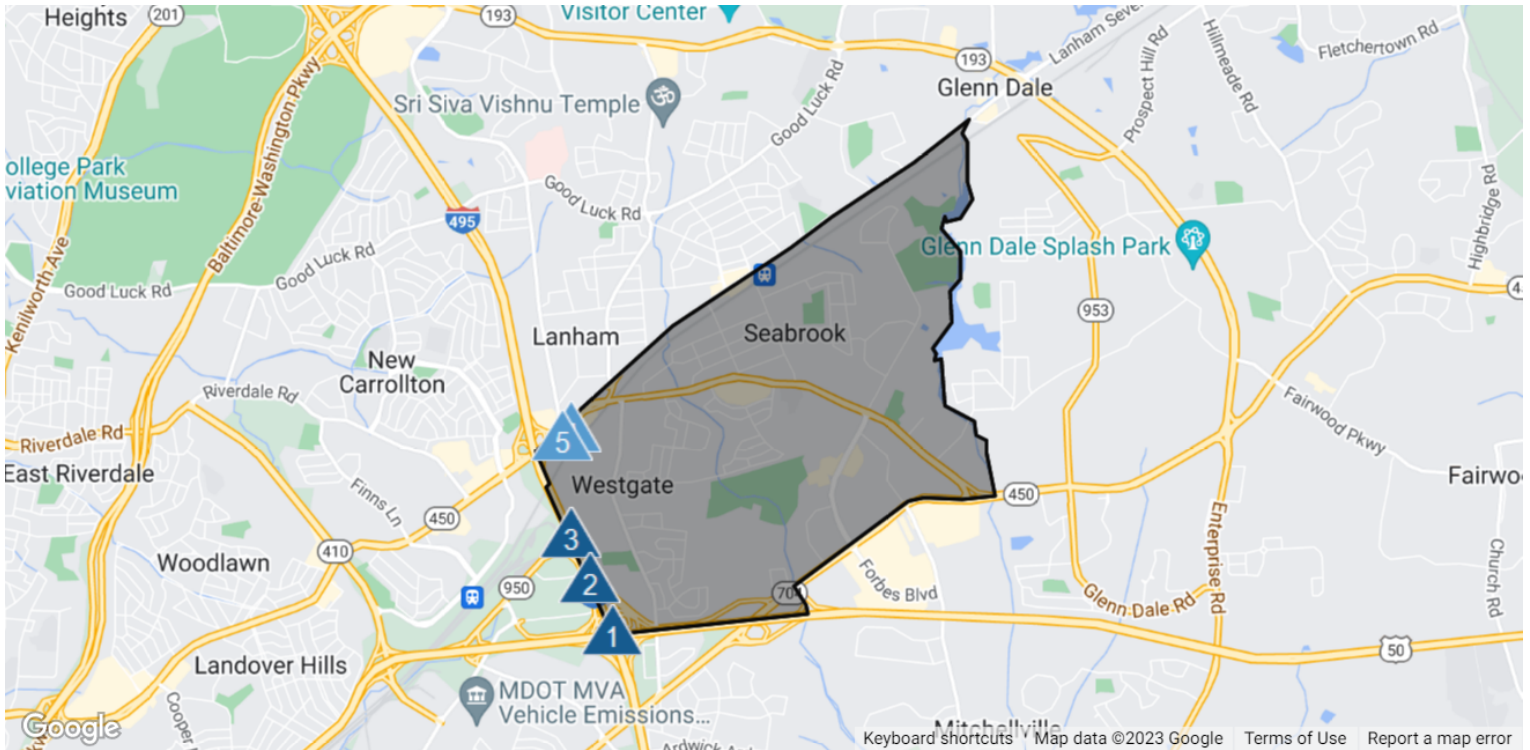 Heights
201
193
Visitor Center
193
Lanham Seve
Fletchertown Rd
Hillmeade Rd
Prospect Hill Rd
Glenn Dale
Baltimore-Washington Pkwy
Sri Siva Vishnu Temple
Good Luck Rd
ollege Park
viation Museum
Good Luck Rd
495
Highbridge Rd
Kenilworth Ave
Good Luck Rd
Glenn Dale Splash Park
Good Luck Rd
953
Lanham
Seabrook
New
Carrollton
Riverdale Rd
Fairwood Pkwy
Riverdale Rd
5
East Riverdale
Westgate
Fairwo
Finns Ln
450
450
Enterprise Rd
3
410
Woodlawn
2
950
70
Forbes Blvd
Glenn Dale Rd
Church Rd
1
50
Landover Hills
MDOT MVA
Vehicle Emissions...
Cooper
Mitchellville
Ardwick
Google
Keyboard shortcuts
Map data ©2023 Google
Terms of Use
Report a map error